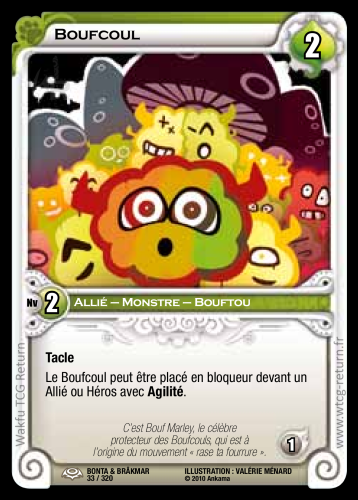 BOUFCOUL
2
Nv 2 ALLIÉ – MONSTRE – BOUFTOU
Tacle
Le Boufcoul peut être placé en bloqueur devant un
Allié ou Héros avec Agilité.
C'est Bouf Marley, le célèbre
protecteur des Boufcouls, qui est à
l'origine du mouvement « rase ta fourrure ».
1
BONTA & BRÂKMAR
33 / 320
ILLUSTRATION : VALÉRIE MÉNARD
© 2010 Ankama
Wakfu TCG Return
www.wtcg-return.fr